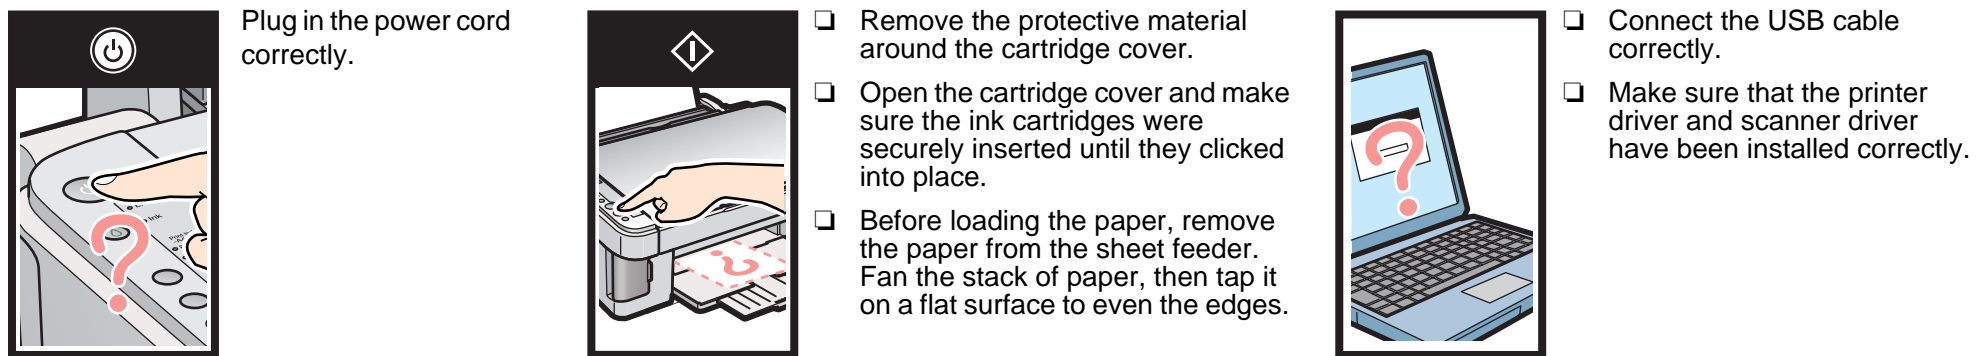 Plug in the power cord
correctly.
❏ Remove the protective material
around the cartridge cover.
❏ Open the cartridge cover and make
sure the ink cartridges were
securely inserted until they clicked
into place.
❏ Before loading the paper, remove
the paper from the sheet feeder.
Fan the stack of paper, then tap it
on a flat surface to even the edges.
❏ Connect the USB cable
correctly.
❏ Make sure that the printer
driver and scanner driver
have been installed correctly.
Ink